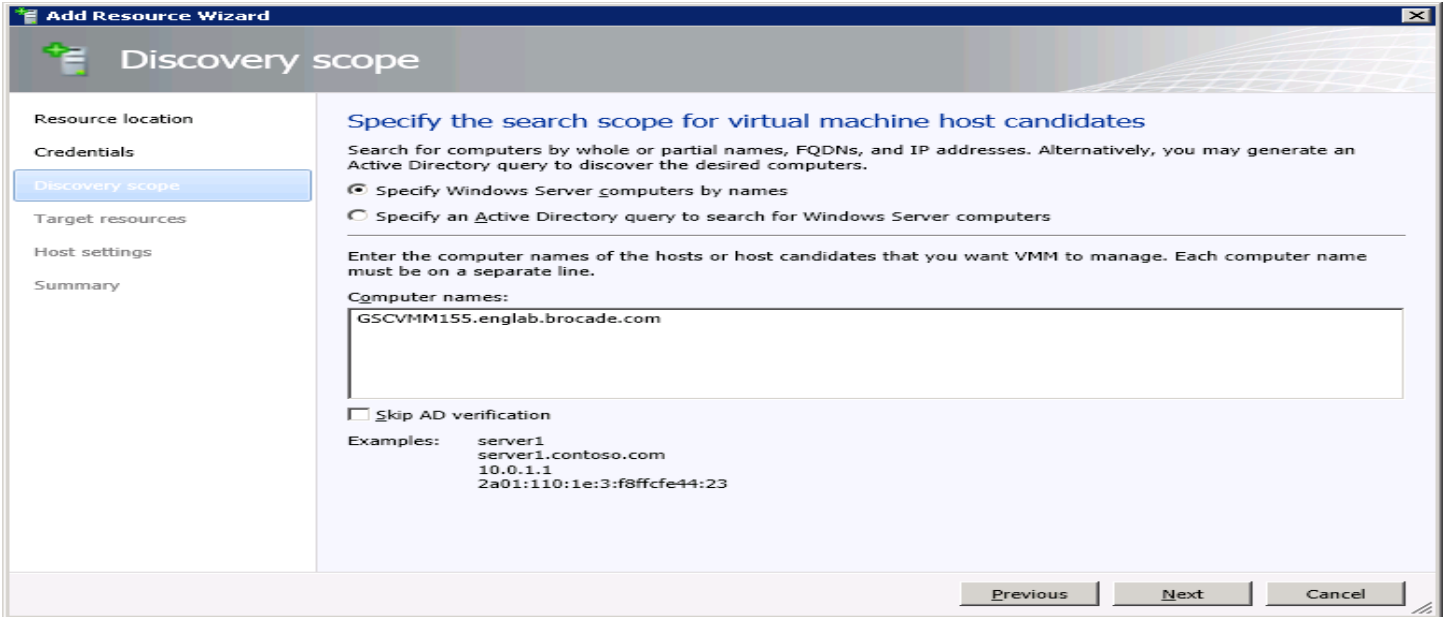 Add Resource Wizard
Discovery scope
Resource location
Credentials
Discovery scope
Target resources
Host settings
Summary
Specify the search scope for virtual machine host candidates
Search for computers by whole or partial names, FQDNs, and IP addresses. Alternatively, you may generate an
Active Directory query to discover the desired computers.
Specify Windows Server computers by names
Specify an Active Directory query to search for Windows Server computers
Enter the computer names of the hosts or host candidates that you want VMM to manage. Each computer name
must be on a separate line.
Computer names:
GSCVMM155.englab.brocade.com
Skip AD verification
Examples: server1
server1.contoso.com
10.0.1.1
2a01:110:1e:3:f8ffcfe44:23
Previous Next Cancel